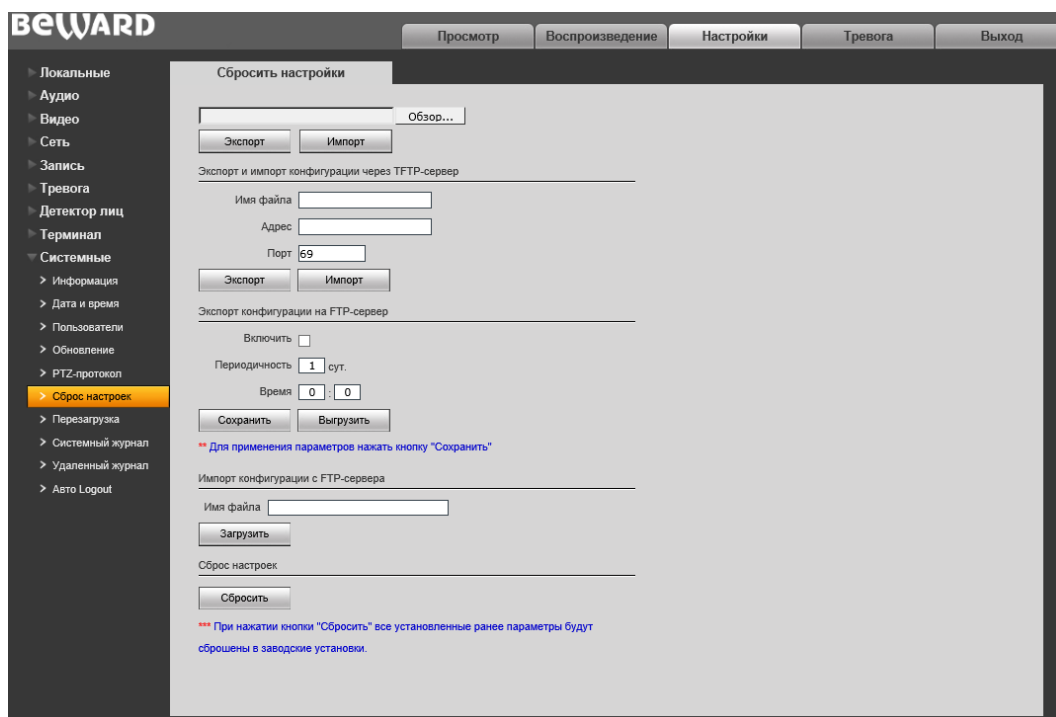 BEWARD
Просмотр Воспроизведение Настройки Тревога Выход
Локальные
Аудио
Видео
Сеть
Запись
Тревога
Детектор лиц
Терминал
Системные
Информация
Дата и время
Пользователи
Обновление
PTZ-протокол
Сброс настроек
Перезагрузка
Системный журнал
Удаленный журнал
Авто Logout
Сбросить настройки
Обзор...
Экспорт Импорт
Экспорт и импорт конфигурации через TFTP-сервер
Имя файла
Адрес
Порт 69
Экспорт Импорт
Экспорт конфигурации на FTP-сервер
Включить
Периодичность 1 сут.
Время 0 : 0
Сохранить Выгрузить
** Для применения параметров нажать кнопку "Сохранить"
Импорт конфигурации с FTP-сервера
Имя файла
Загрузить
Сброс настроек
Сбросить
*** При нажатии кнопки "Сбросить" все установленные ранее параметры будут
сброшены в заводские установки.